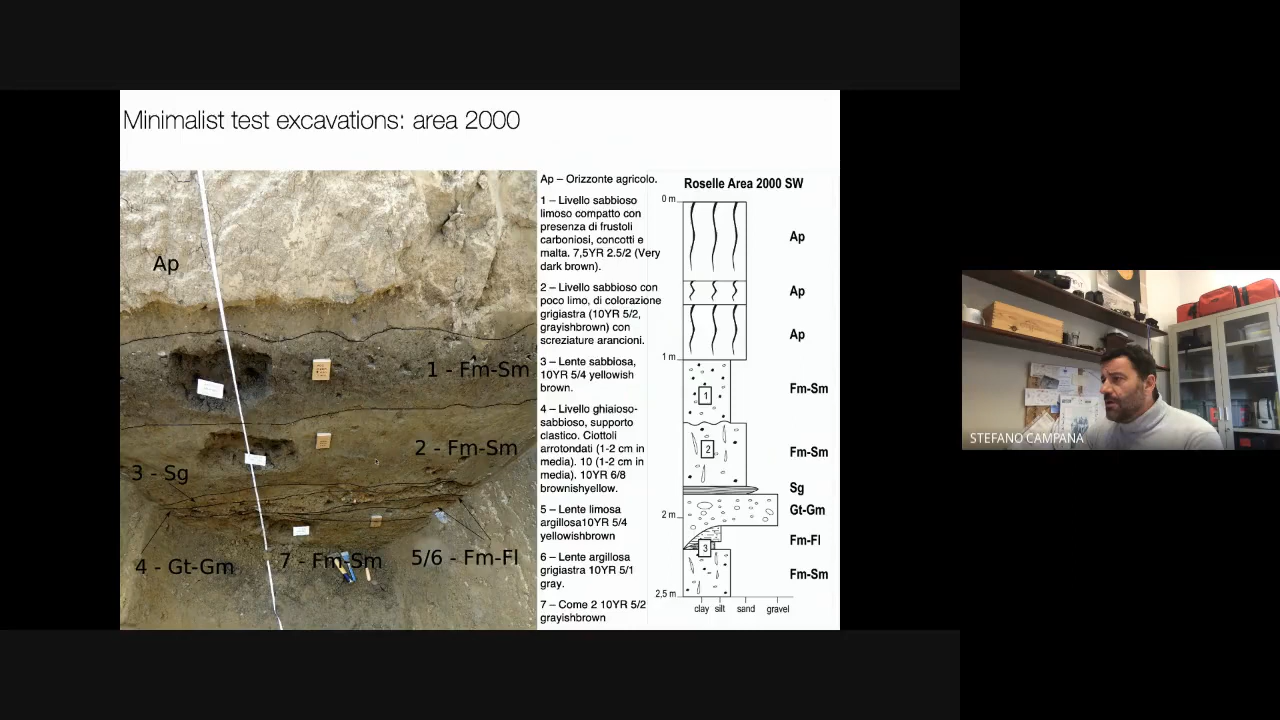 Minimalist test excavations: area 2000
Ap
1 - Fm-Sm
2 - Fm-Sm
3 - Sg
4 - Gt-Gm
7 - Fm-Sm
5/6 - Fm-Fl
Ap – Orizzonte agricolo.
1 – Livello sabbioso
limoso compatto con
presenza di frustoli
carboniosi, concotti e
malta. 7,5YR 2.5/2 (Very
dark brown).
2 – Livello sabbioso con
poco limo, di colorazione
grigiastra (10YR 5/2,
grayishbrown) con
screziature arancioni.
3 – Lente sabbiosa,
10YR 5/4 yellowish
brown.
4 – Livello ghiaioso-
sabbioso, supporto
clastico. Ciottoli
arrotondati (1-2 cm in
media). 10 (1-2 cm in
media). 10YR 6/8
brownishyellow.
5 – Lente limosa
argillosa10YR 5/4
yellowishbrown
6 – Lente argillosa
grigiastra 10YR 5/1
gray.
7 – Come 2 10YR 5/2
grayishbrown
Roselle Area 2000 SW
0 m
Ap
Ap
Ap
1 m
1
Fm-Sm
2
Fm-Sm
Sg
Gt-Gm
2 m
Fm-Fl
3
Fm-Sm
2,5 m
clay silt sand gravel
STEFANO CAMPANA